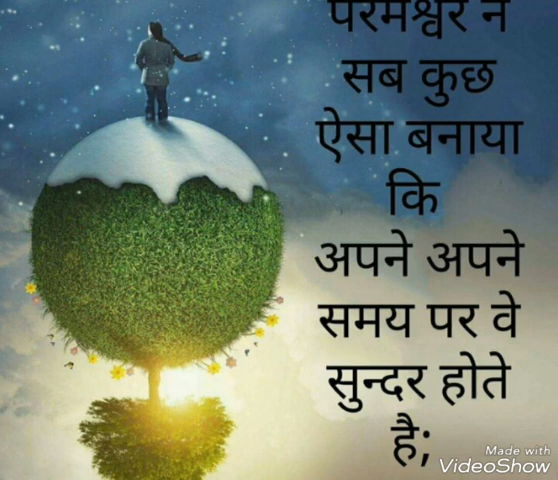 परमेश्वर ने
सब कुछ
ऐसा बनाया
कि
अपने अपने
समय पर वे
सुन्दर होते
है;
Made with
VideoShow